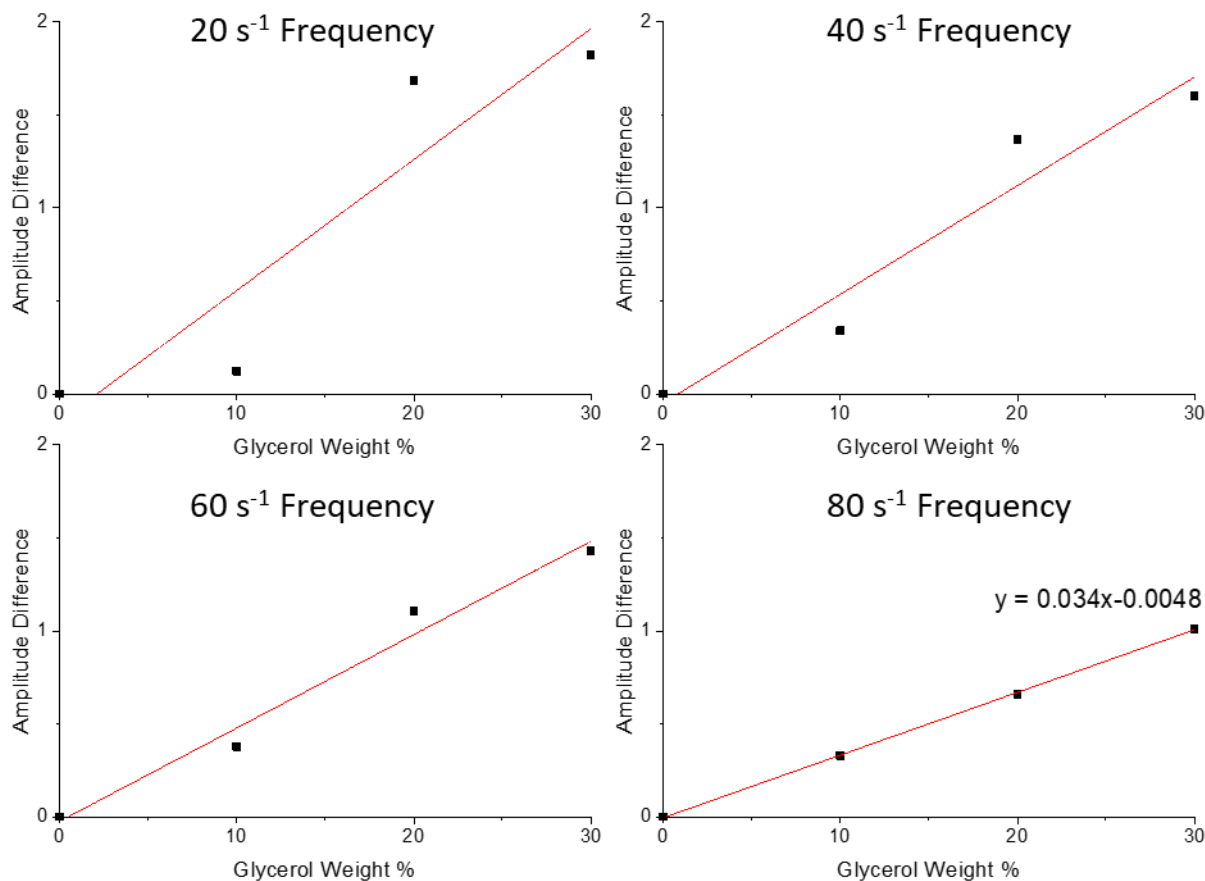 20 s⁻¹ Frequency
2
1
0
Amplitude Difference
0 10 20 30
Glycerol Weight %
40 s⁻¹ Frequency
2
1
0
Amplitude Difference
0 10 20 30
Glycerol Weight %
60 s⁻¹ Frequency
2
1
0
Amplitude Difference
0 10 20 30
Glycerol Weight %
80 s⁻¹ Frequency
y = 0.034x-0.0048
2
1
0
Amplitude Difference
0 10 20 30
Glycerol Weight %